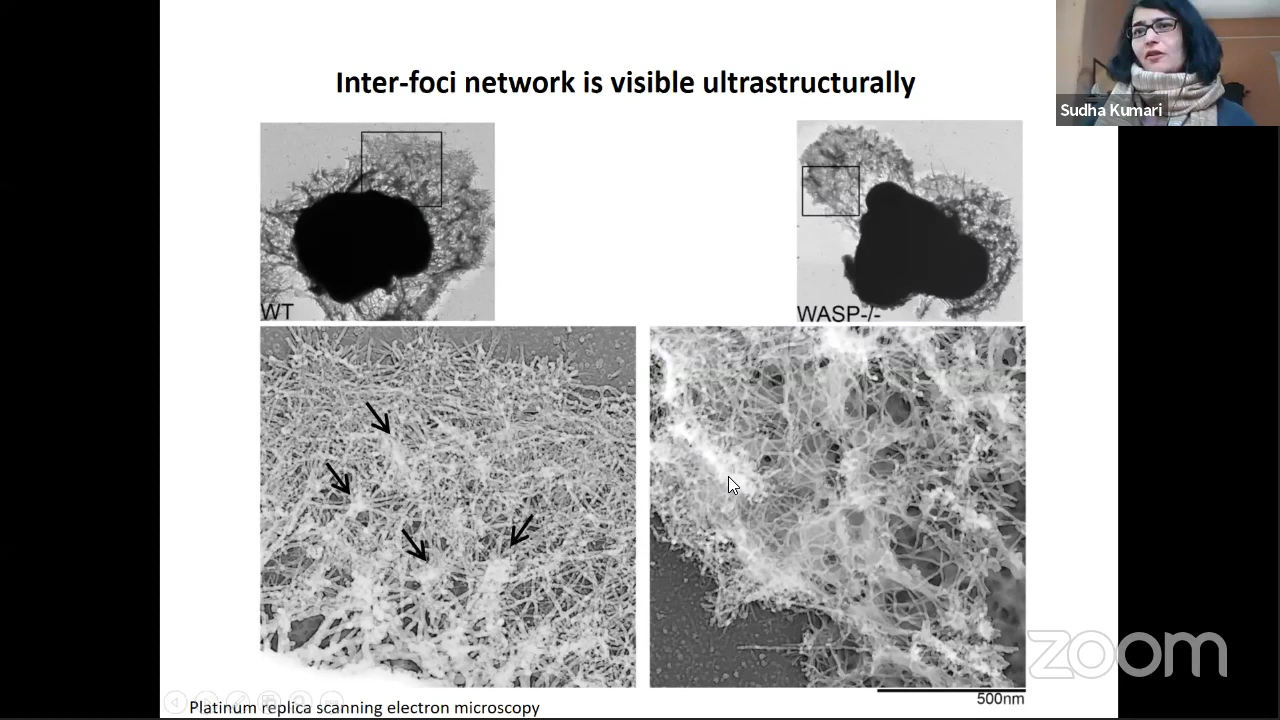 Inter-foci network is visible ultrastructurally
Sudha Kumari
WT
WASP-/-
zoom
500nm
Platinum replica scanning electron microscopy